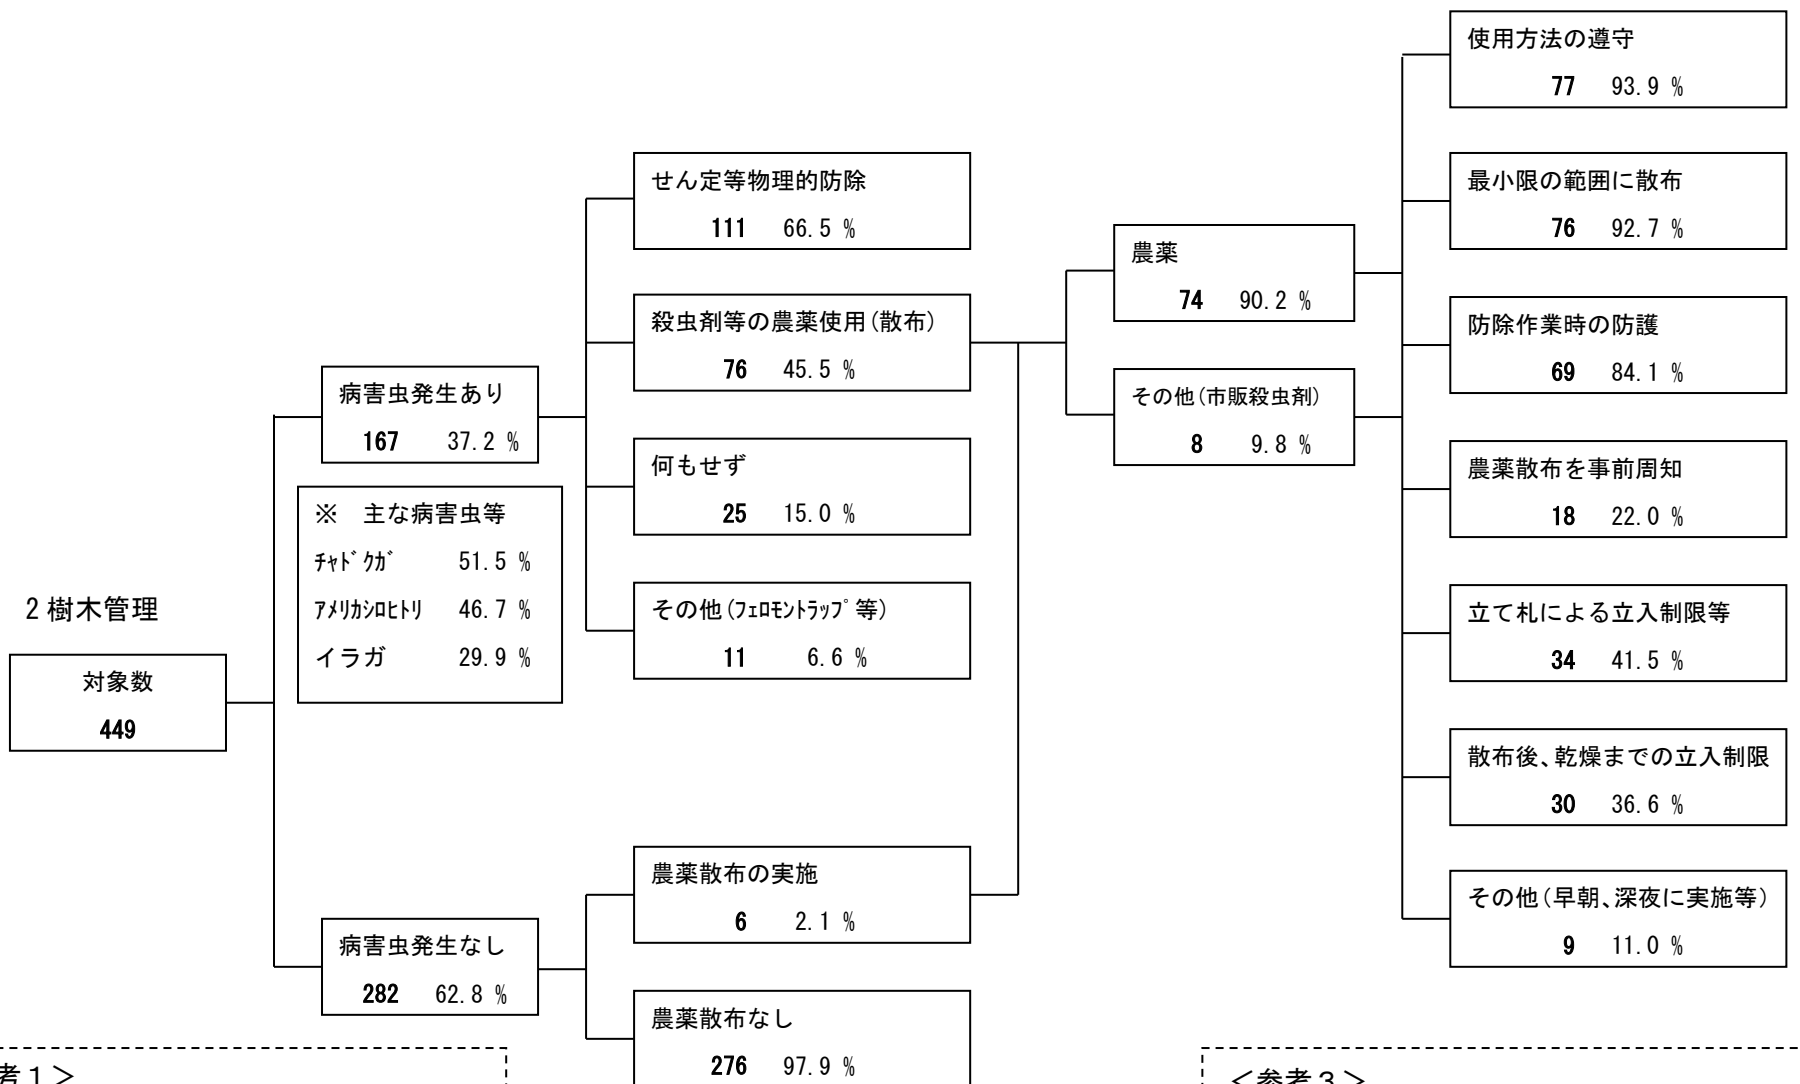 2 樹木管理
対象数
449
病害虫発生あり
167 37.2 %
※ 主な病害虫等
ﾁｬﾄﾞｸｶﾞ 51.5 %
ｱﾒﾘｶｼﾛﾋﾄﾘ 46.7 %
イラガ 29.9 %
病害虫発生なし
282 62.8 %
せん定等物理的防除
111 66.5 %
殺虫剤等の農薬使用(散布)
76 45.5 %
何もせず
25 15.0 %
その他(ﾌｪﾛﾓﾝﾄﾗｯﾌﾟ等)
11 6.6 %
農薬散布の実施
6 2.1 %
農薬散布なし
276 97.9 %
農薬
74 90.2 %
その他(市販殺虫剤)
8 9.8 %
使用方法の遵守
77 93.9 %
最小限の範囲に散布
76 92.7 %
防除作業時の防護
69 84.1 %
農薬散布を事前周知
18 22.0 %
立て札による立入制限等
34 41.5 %
散布後、乾燥までの立入制限
30 36.6 %
その他(早朝、深夜に実施等)
9 11.0 %
考１＞
＜参考３＞